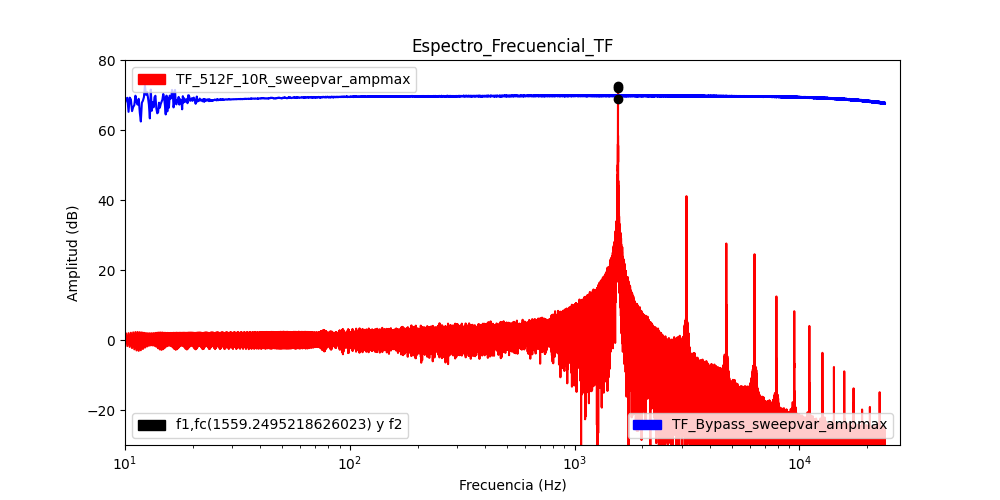 Espectro_Frecuencial_TF
80
60
40
20
0
−20
Amplitud (dB)
TF_512F_10R_sweepvar_ampmax
f1,fc(1559.2495218626023) y f2
TF_Bypass_sweepvar_ampmax
10^1
10^2
10^3
10^4
Frecuencia (Hz)